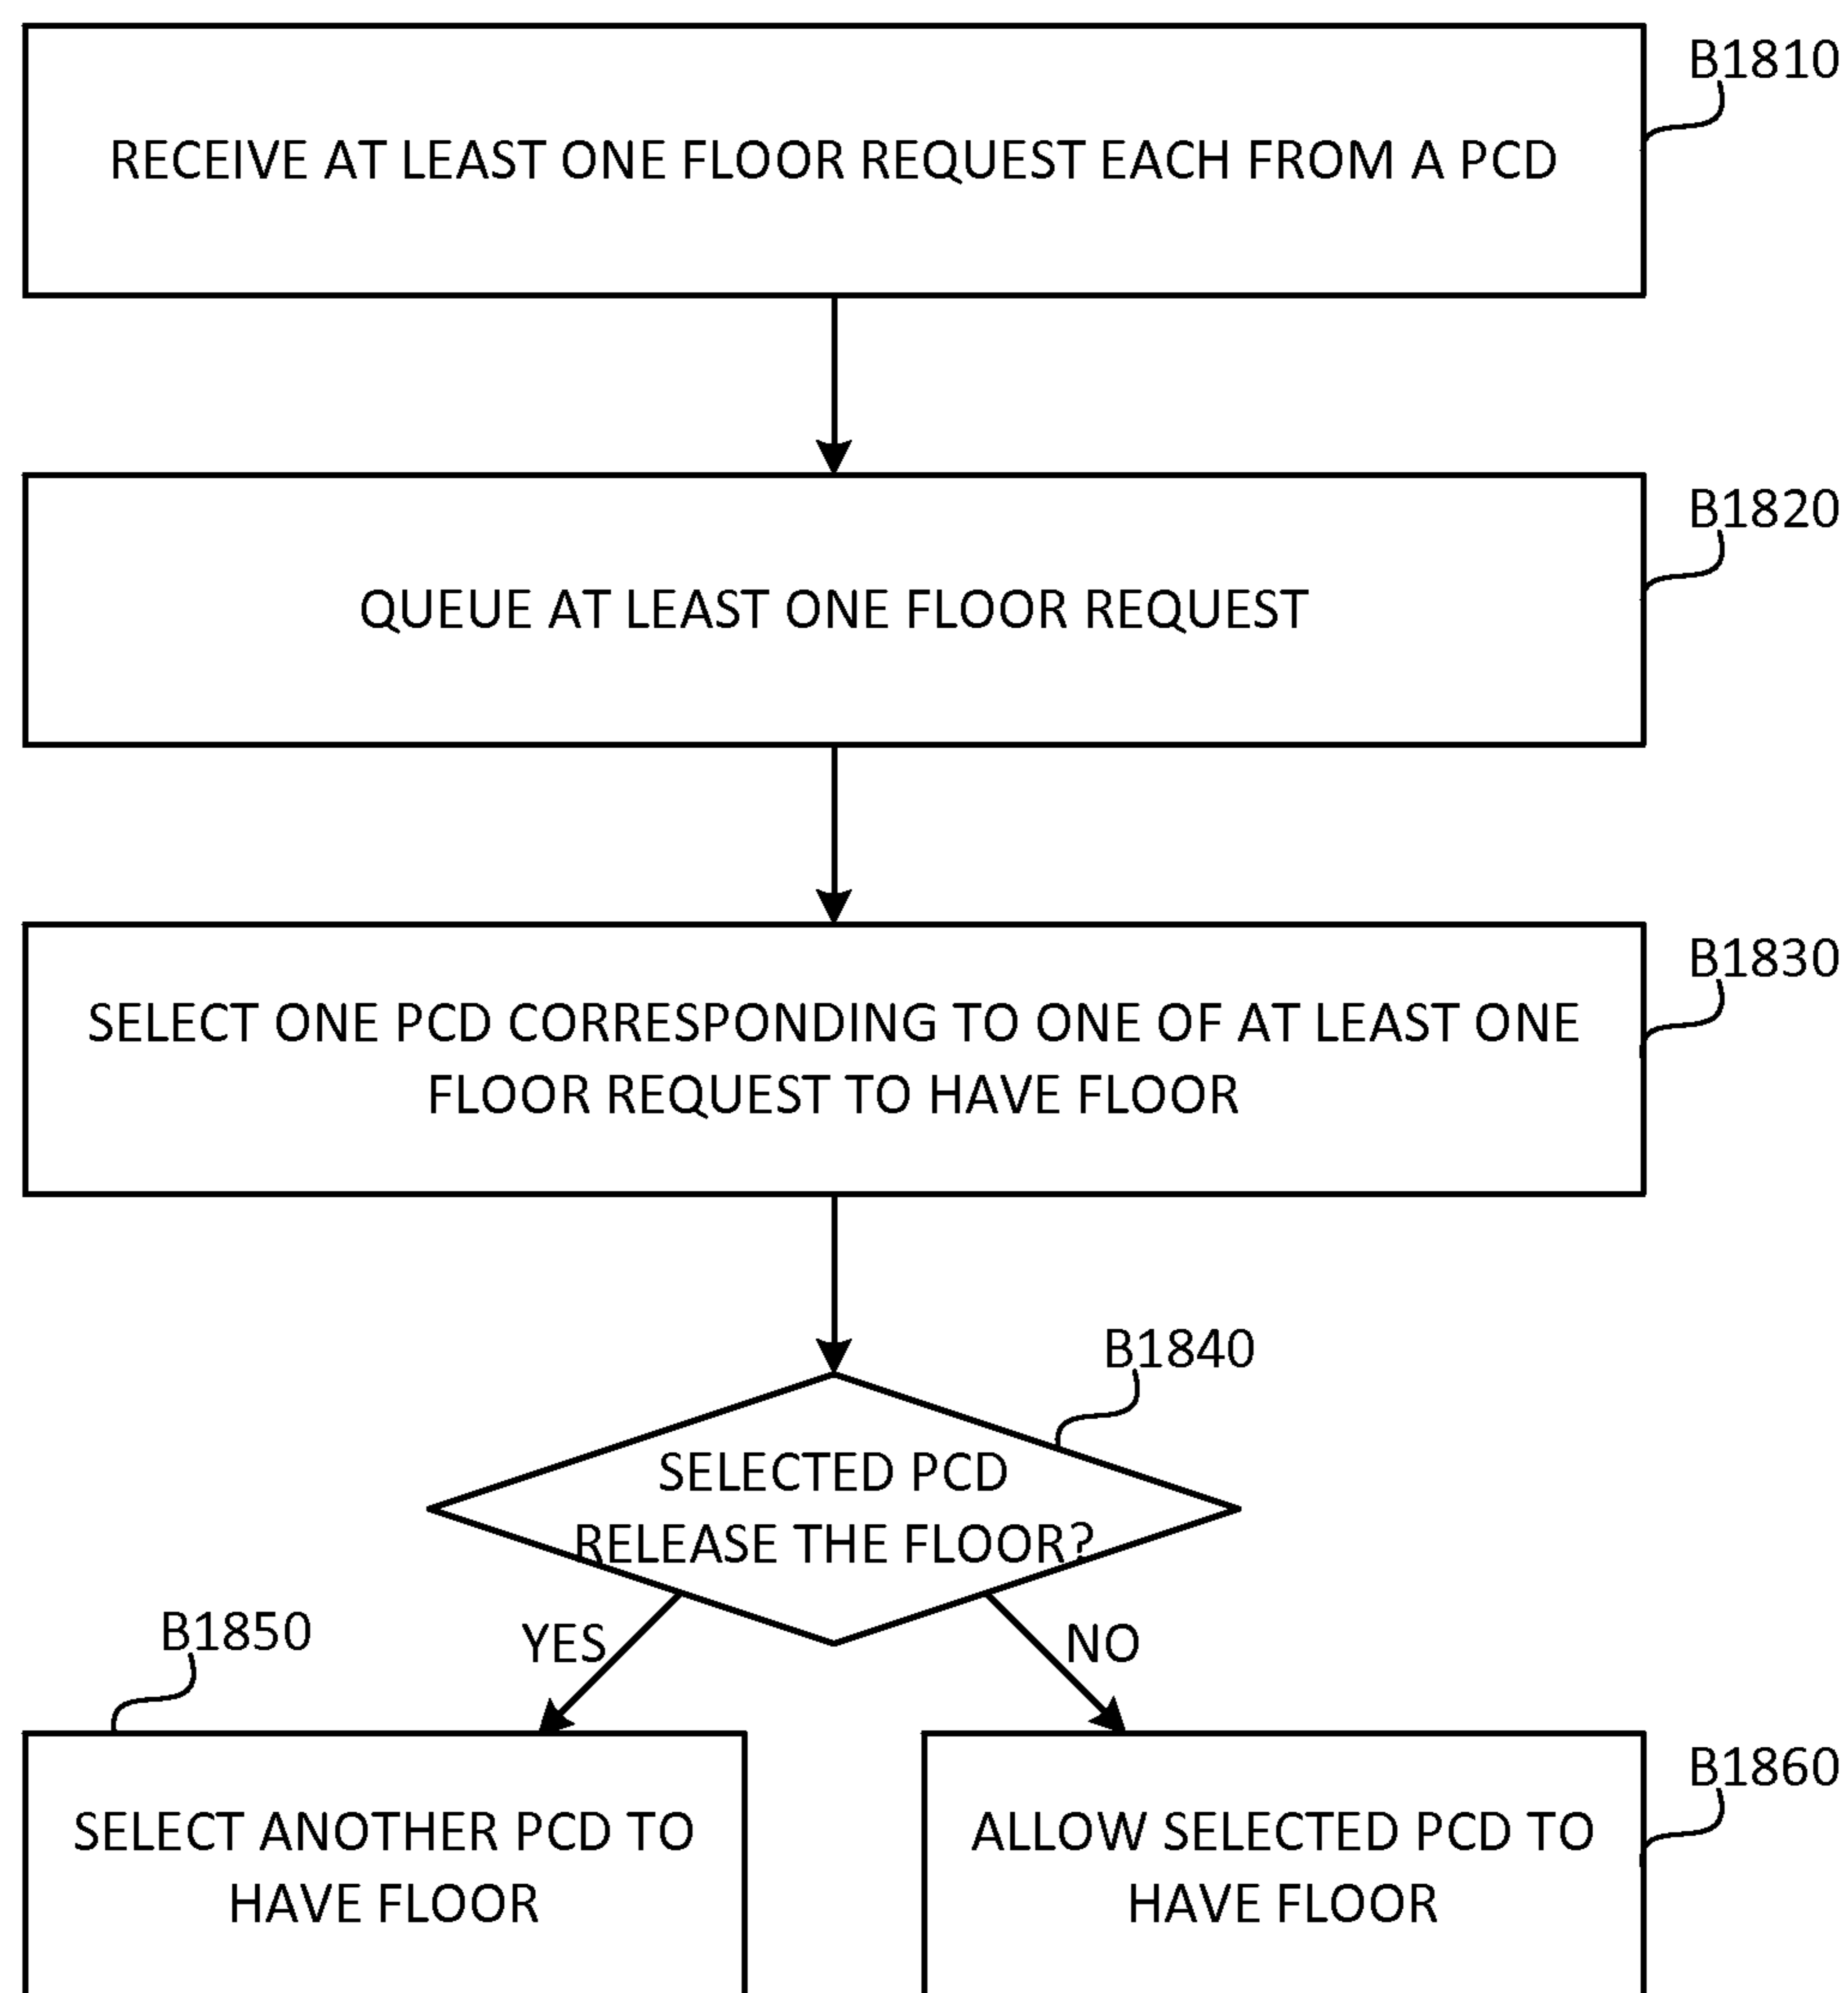 B1810
RECEIVE AT LEAST ONE FLOOR REQUEST EACH FROM A PCD
B1820
QUEUE AT LEAST ONE FLOOR REQUEST
B1830
SELECT ONE PCD CORRESPONDING TO ONE OF AT LEAST ONE
FLOOR REQUEST TO HAVE FLOOR
B1840
SELECTED PCD
RELEASE THE FLOOR?
YES
NO
B1850
SELECT ANOTHER PCD TO
HAVE FLOOR
B1860
ALLOW SELECTED PCD TO
HAVE FLOOR